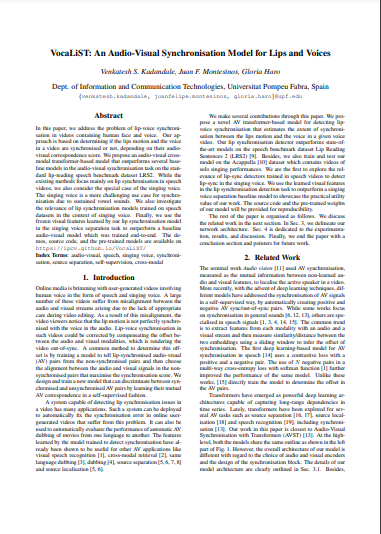 VocaLiST: An Audio-Visual Synchronisation Model for Lips and Voices
Venkatesh S. Kadandale, Juan F. Montesinos, Gloria Haro
Dept. of Information and Communication Technologies, Universitat Pompeu Fabra, Spain
{venkatesh.kadandale, juanfelipe.montesinos, gloria.haro}@upf.edu
Abstract
In this paper, we address the problem of lip-voice synchronisation
in videos containing human face and voice. Our approach
is based on determining if the lips motion and the voice
in a video are synchronised or not, depending on their audio-visual
correspondence score. We propose an audio-visual cross-modal
transformer-based model that outperforms several baseline
models in the audio-visual synchronisation task on the standard
lip-reading speech benchmark dataset LRS2. While the
existing methods focus mainly on lip synchronisation in speech
videos, we also consider the special case of the singing voice.
The singing voice is a more challenging use case for synchronisation
due to sustained vowel sounds. We also investigate
the relevance of lip synchronisation models trained on speech
datasets in the context of singing voice. Finally, we use the
frozen visual features learned by our lip synchronisation model
in the singing voice separation task to outperform a baseline
audio-visual model which was trained end-to-end. The demos,
source code, and the pre-trained models are available on
https://ipcv.github.io/VocaLiST/
Index Terms: audio-visual, speech, singing voice, synchronisation,
source separation, self-supervision, cross-modal
1. Introduction
Online media is brimming with user-generated videos involving
human voice in the form of speech and singing voice. A large
number of these videos suffer from misalignment between the
audio and visual streams arising due to the lack of appropriate
care during video editing. As a result of the misalignment, the
video viewers notice that the lip motion is not perfectly synchronised
with the voice in the audio. Lip-voice synchronisation in
such videos could be corrected by compensating the offset between
the audio and visual modalities, which is rendering the
video out-of-sync. A common method to determine this offset
is by training a model to tell lip-synchronised audio-visual
(AV) pairs from the non-synchronised pairs and then choose
the alignment between the audio and visual signals in the non-synchronised
pair that maximise the synchronisation score. We
design and train a new model that can discriminate between synchronised
and unsynchronised AV pairs by learning their mutual
AV correspondence in a self-supervised fashion.
A system capable of detecting lip synchronisation issues in
a video has many applications. Such a system can be deployed
to automatically fix the synchronisation error in online user-generated
videos that suffer from this problem. It can also be
used to automatically evaluate the performance of automatic AV
dubbing of movies from one language to another. The features
learned by the model trained to detect synchronisation have already
been shown to be useful for other AV applications like
visual speech recognition [1], cross-modal retrieval [2], same
language dubbing [3], dubbing [4], source separation [5, 6, 7, 8]
and source localisation [5, 6].
We make several contributions through this paper. We propose
a novel AV transformer-based model for detecting lip-voice
synchronisation that estimates the extent of synchronisation
between the lips motion and the voice in a given voice
video. Our lip synchronisation detector outperforms state-of-the-art
models on the speech benchmark dataset Lip Reading
Sentences 2 (LRS2) [9]. Besides, we also train and test our
model on the Acappella [10] dataset which contains videos of
solo singing performances. We are the first to explore the relevance
of lip-sync detectors trained in speech videos to detect
lip-sync in the singing voice. We use the learned visual features
in the lip synchronisation detection task to outperform a singing
voice separation baseline model to showcase the practical utility
of our work. The source code and the pre-trained weights
of our model will be provided for reproducibility.
The rest of the paper is organised as follows. We discuss
the related work in the next section. In Sec. 3, we delineate our
network architecture. Sec. 4 is dedicated to the experimentation,
results, and discussion. Finally, we end the paper with a
conclusion section and pointers for future work.
2. Related Work
The seminal work Audio vision [11] used AV synchronisation,
measured as the mutual information between non-learned audio
and visual features, to localise the active speaker in a video.
More recently, with the advent of deep learning techniques, different
models have addressed the synchronisation of AV signals
in a self-supervised way, by automatically creating positive and
negative AV sync/out-of-sync pairs. While some works focus
on synchronisation in general sounds [6, 12, 13], others are specialised
in speech signals [1, 3, 4, 14, 15]. The common trend
is to extract features from each modality with an audio and a
visual stream and then measure similarity/distance between the
two embeddings using a sliding window to infer the offset of
synchronisation. The first deep learning-based model for AV
synchronisation in speech [14] uses a contrastive loss with a
positive and a negative pair. The use of N negative pairs in a
multi-way cross-entropy loss with softmax function [1] further
improved the performance of the same model. Unlike those
works, [15] directly train the model to determine the offset in
the AV pairs.
Transformers have emerged as powerful deep learning architectures
capable of capturing long-range dependencies in
time series. Lately, transformers have been explored for several
AV tasks such as source separation [16, 17], source localisation
[18] and speech recognition [19], including synchronisation
[13]. Our work in this paper is closest to Audio-Visual
Synchronisation with Transformers (AVST) [13]. At the high-level,
both the models share the same outline as shown in the left
part of Fig. 1. However, the overall architecture of our model is
different with regard to the choice of audio and visual encoders
and the design of the synchronisation block. The details of our
model architecture are clearly outlined in Sec. 3.1. Besides,